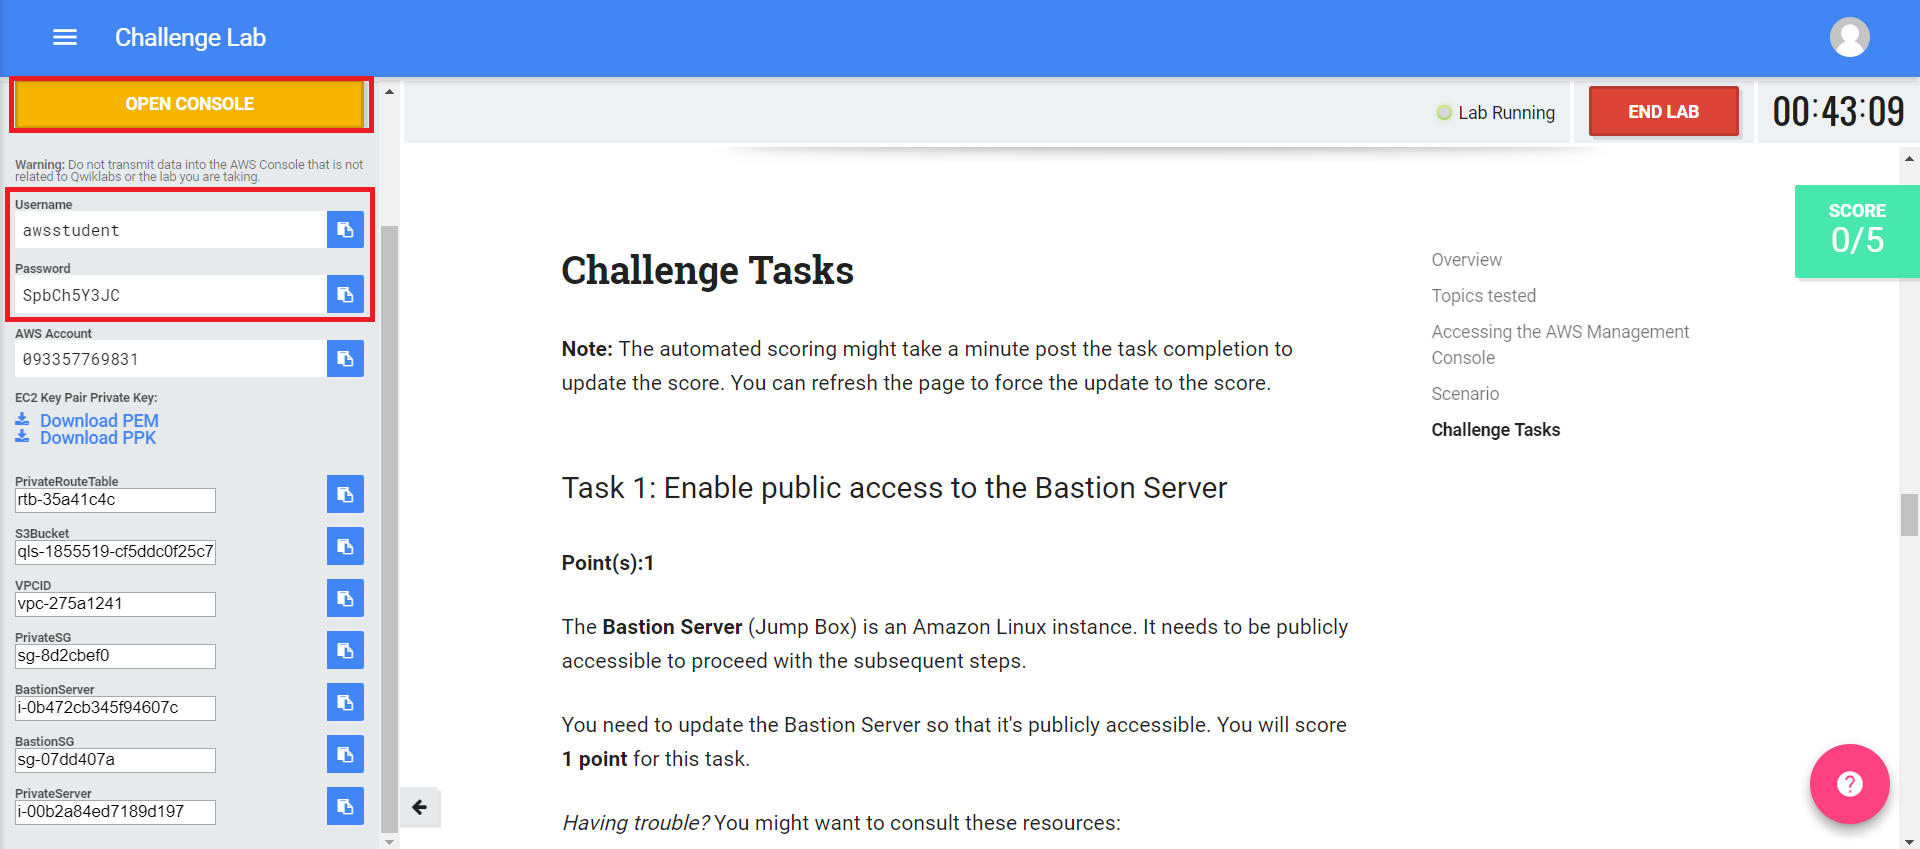 Challenge Lab
OPEN CONSOLE
Warning: Do not transmit data into the AWS Console that is not
related to Qwiklabs or the lab you are taking.
Username
awsstudent
Password
SpbCh5Y3JC
AWS Account
093357769831
EC2 Key Pair Private Key:
Download PEM
Download PPK
PrivateRouteTable
rtb-35a41c4c
S3Bucket
qls-1855519-cf5ddc0f25c7
VPCID
vpc-275a1241
PrivateSG
sg-8d2cbef0
BastionServer
i-0b472cb345f94607c
BastionSG
sg-07dd407a
PrivateServer
i-00b2a84ed7189d197
Lab Running
END LAB
00:43:09
SCORE
0/5
Challenge Tasks
Note: The automated scoring might take a minute post the task completion to
update the score. You can refresh the page to force the update to the score.
Task 1: Enable public access to the Bastion Server
Point(s):1
The Bastion Server (Jump Box) is an Amazon Linux instance. It needs to be publicly
accessible to proceed with the subsequent steps.
You need to update the Bastion Server so that it's publicly accessible. You will score
1 point for this task.
Having trouble? You might want to consult these resources:
Overview
Topics tested
Accessing the AWS Management
Console
Scenario
Challenge Tasks
?